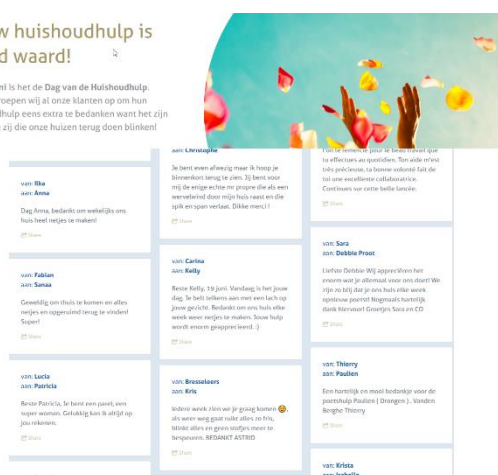 w huishoudhulp is
d waard!
ni is het de Dag van de Huishoudhulp.
roepen wij al onze klanten op om hun
dhulp eens extra te bedanken want het zijn
zij die onze huizen terug doen blinken!
van: Ilka
aan: Anna
Dag Anna, bedankt om wekelijks ons
huis heel netjes te maken!
Share
van: Fabian
aan: Sanaa
Geweldig om thuis te komen en alles
netjes en opgeruimd terug te vinden!
Super!
Share
van: Lucia
aan: Patricia
Beste Patricia, Je bent een parel, een
super woman. Gelukkig kan ik altijd op
jou rekenen.
Share
aan: Christophe
Je bent even afwezig maar ik hoop je
binnenkort terug te zien. Jij bent voor
mij de enige echte mr propre die als een
wervelwind door mijn huis raast en die
spik en span verlaat. Dikke merci !
Share
van: Carina
aan: Kelly
Beste Kelly, 19 juni. Vandaag is het jouw
dag. Je belt telkens aan met een lach op
jouw gezicht. Bedankt om ons huis elke
week weer netjes te maken. Jouw hulp
wordt enorm geapprecieerd. :)
Share
van: Bresseleers
aan: Kris
Iedere week zien we je graag komen 😊,
als weer weg gaat ruikt alles zo fris,
blinkt alles en geen stofjes meer te
bespeuren. BEDANKT ASTRID
Share
Ton te remercie pour le beau travail que
tu effectues au quotidien. Ton aide m'est
très précieuse, ta bonne volonté fait de
toi une excellente collaboratrice.
Continues sur cette belle lancée.
Share
van: Sara
aan: Debbie Proot
Liefste Debbie Wij appreciëren het
enorm wat je allemaal voor ons doet! We
zijn zo blij dat je ons huis elke week
opnieuw poetst! Nogmaals hartelijk
dank hiervoor! Groetjes Sara en CO
Share
van: Thierry
aan: Paulien
Een hartelijk en mooi bedankje voor de
poetshulp Paulien ( Drongen ) . Vanden
Berghe Thierry
Share
van: Krista
aan: Isabelle